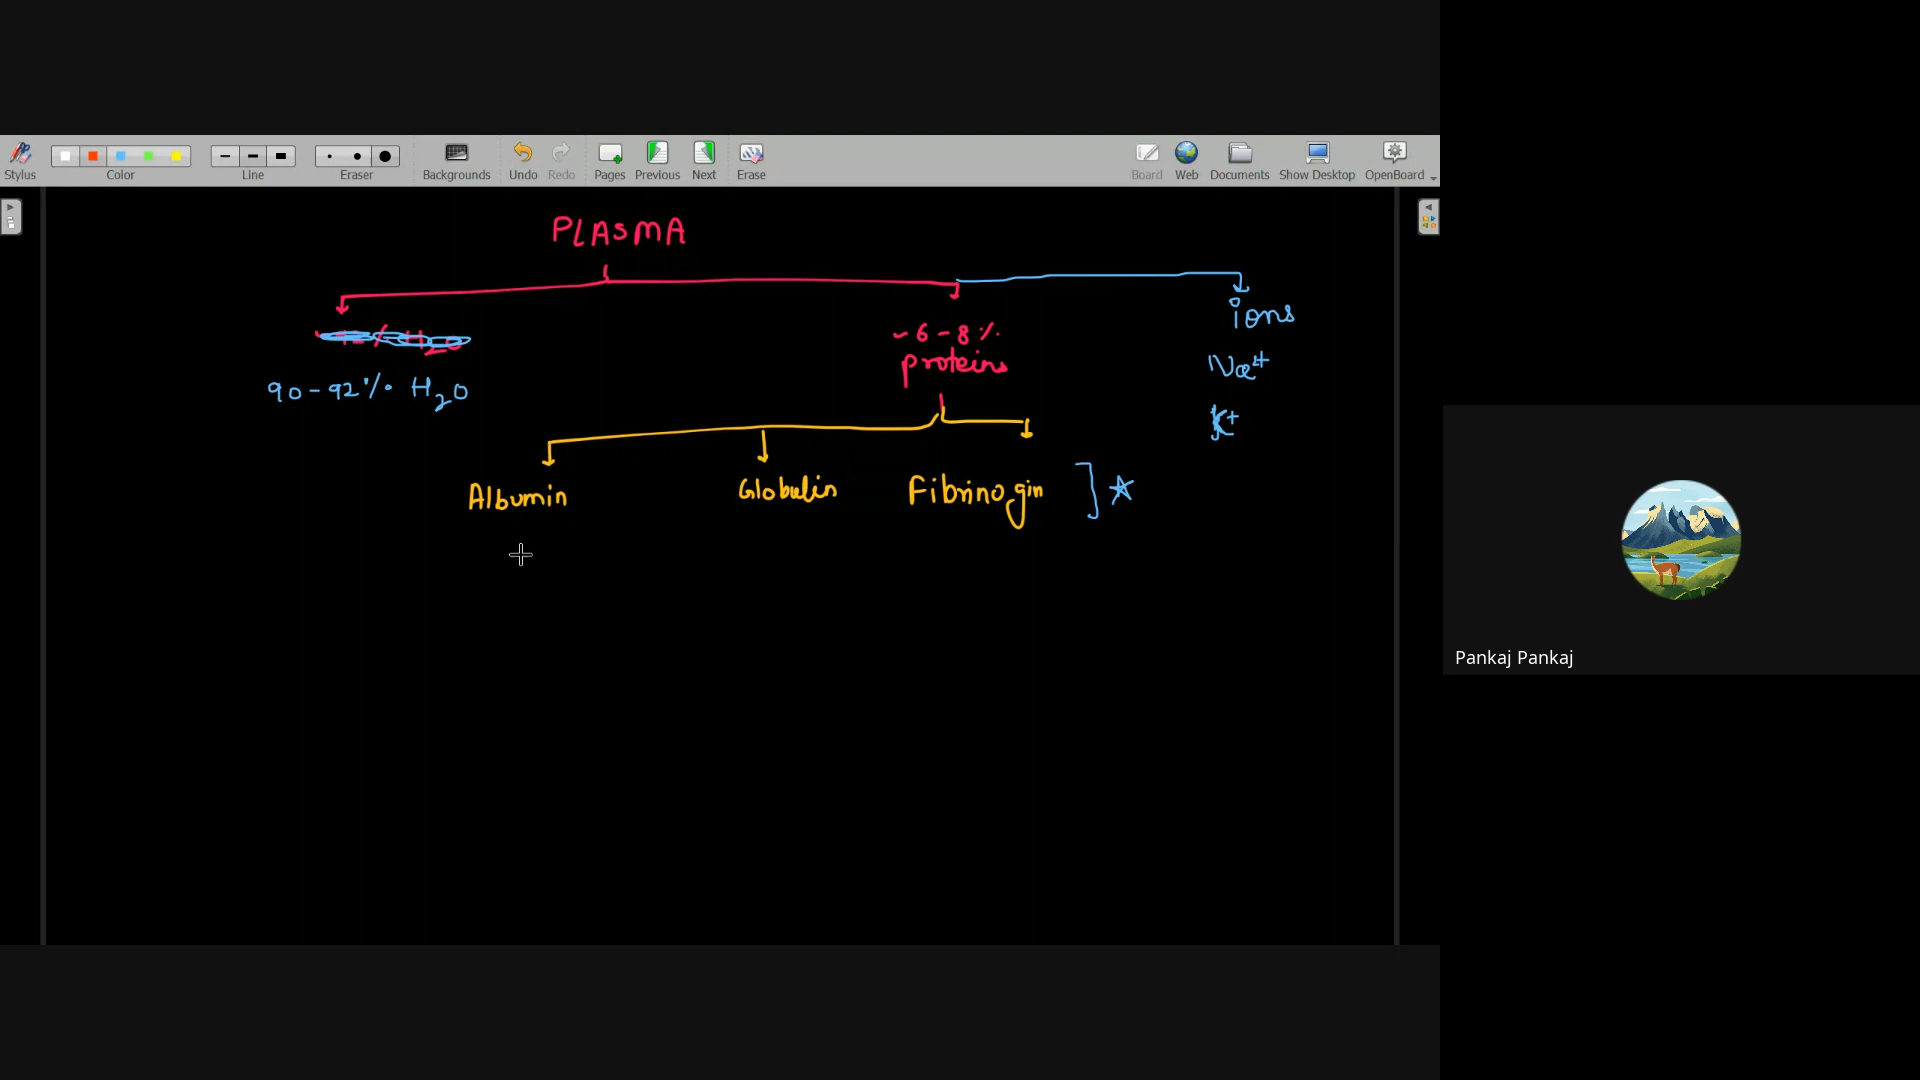 Stylus Color Line Eraser Backgrounds Undo Redo Pages Previous Next Erase Board Web Documents Show Desktop OpenBoard
PLASMA
90-92% H2O
~6-8%
proteins
ions
Na+
K+
Albumin Globulin Fibrinogin
Pankaj Pankaj